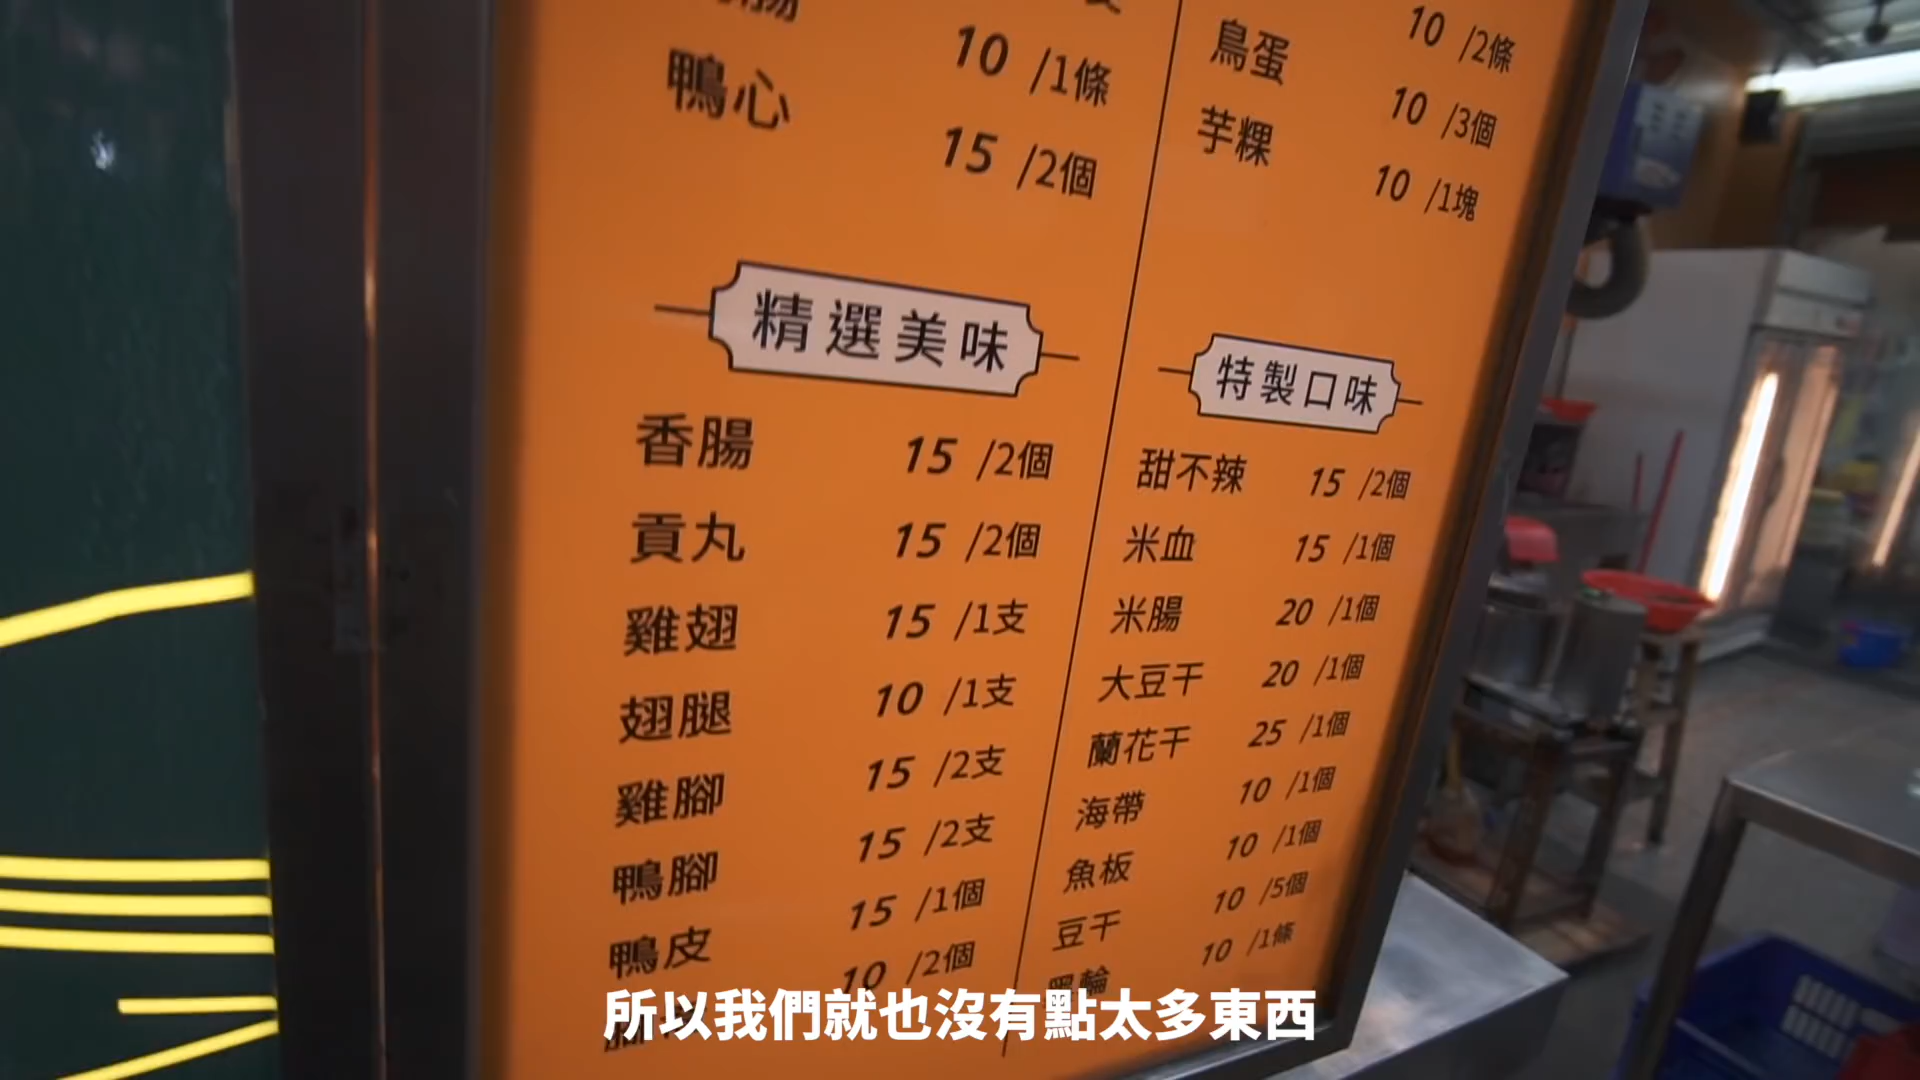 10 /1條
鴨心 15 /2個
精選美味
香腸 15 /2個
貢丸 15 /2個
雞翅 15 /1支
翅腿 10 /1支
雞腳 15 /2支
鴨腳 15 /2支
鴨皮 15 /1個
10 /2個
10 /2條
鳥蛋 10 /3個
芋粿 10 /1塊
特製口味
甜不辣 15 /2個
米血 15 /1個
米腸 20 /1個
大豆干 20 /1個
蘭花干 25 /1個
海帶 10 /1個
魚板 10 /1個
豆干 10 /5個
黑輪 10 /1條
所以我們就也沒有點太多東西